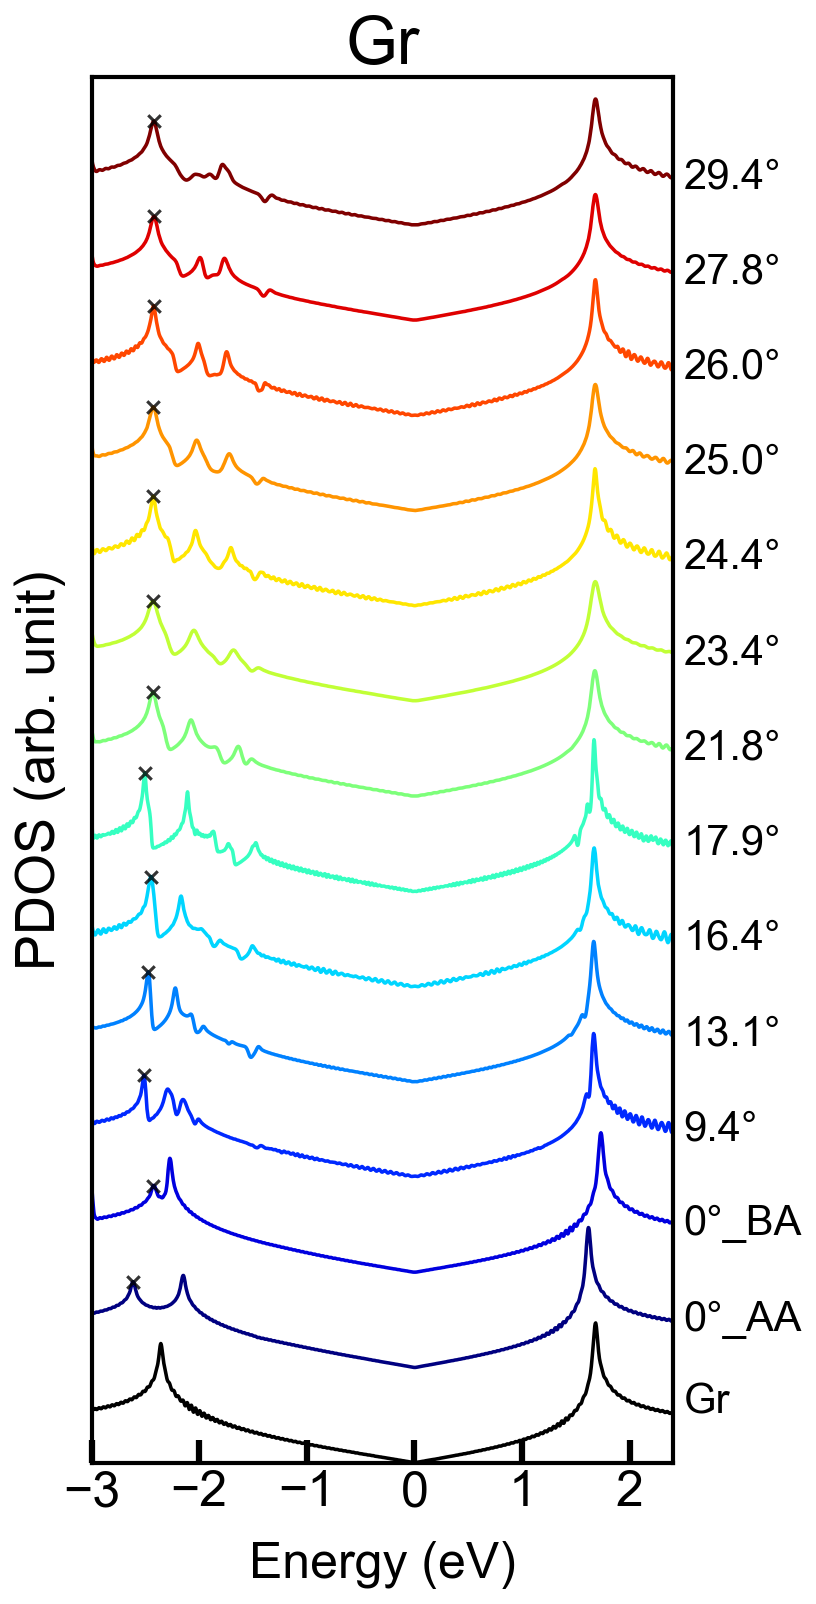 Gr
29.4°
27.8°
26.0°
25.0°
24.4°
23.4°
21.8°
17.9°
16.4°
13.1°
9.4°
0°_BA
0°_AA
Gr
PDOS (arb. unit)
−3 −2 −1 0 1 2
Energy (eV)